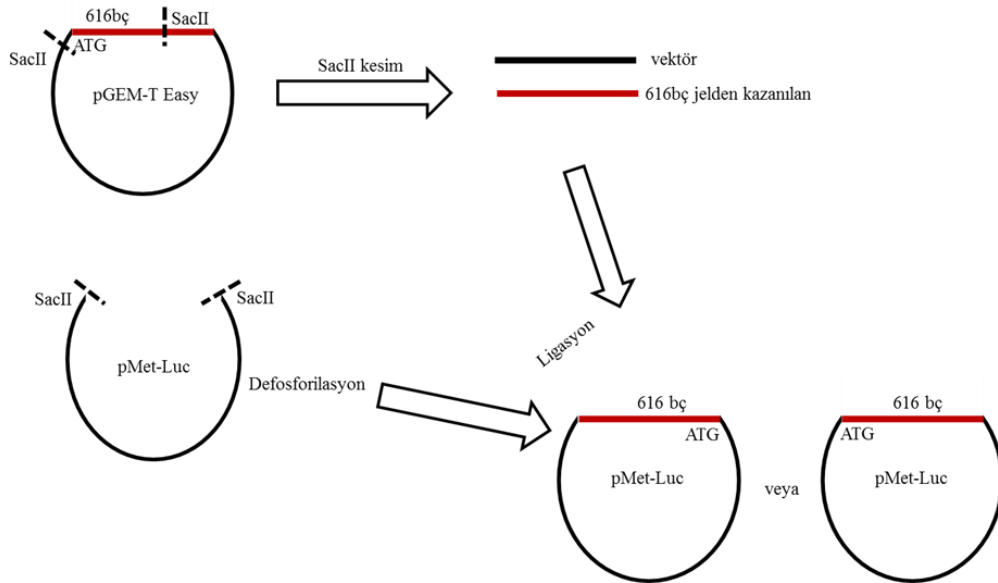 616bç
SacII
SacII
ATG
pGEM-T Easy
SacII kesim
vektör
616bç jelden kazanılan
SacII
SacII
pMet-Luc
Defosforilasyon
Ligasyon
616 bç
ATG
pMet-Luc
veya
616 bç
ATG
pMet-Luc